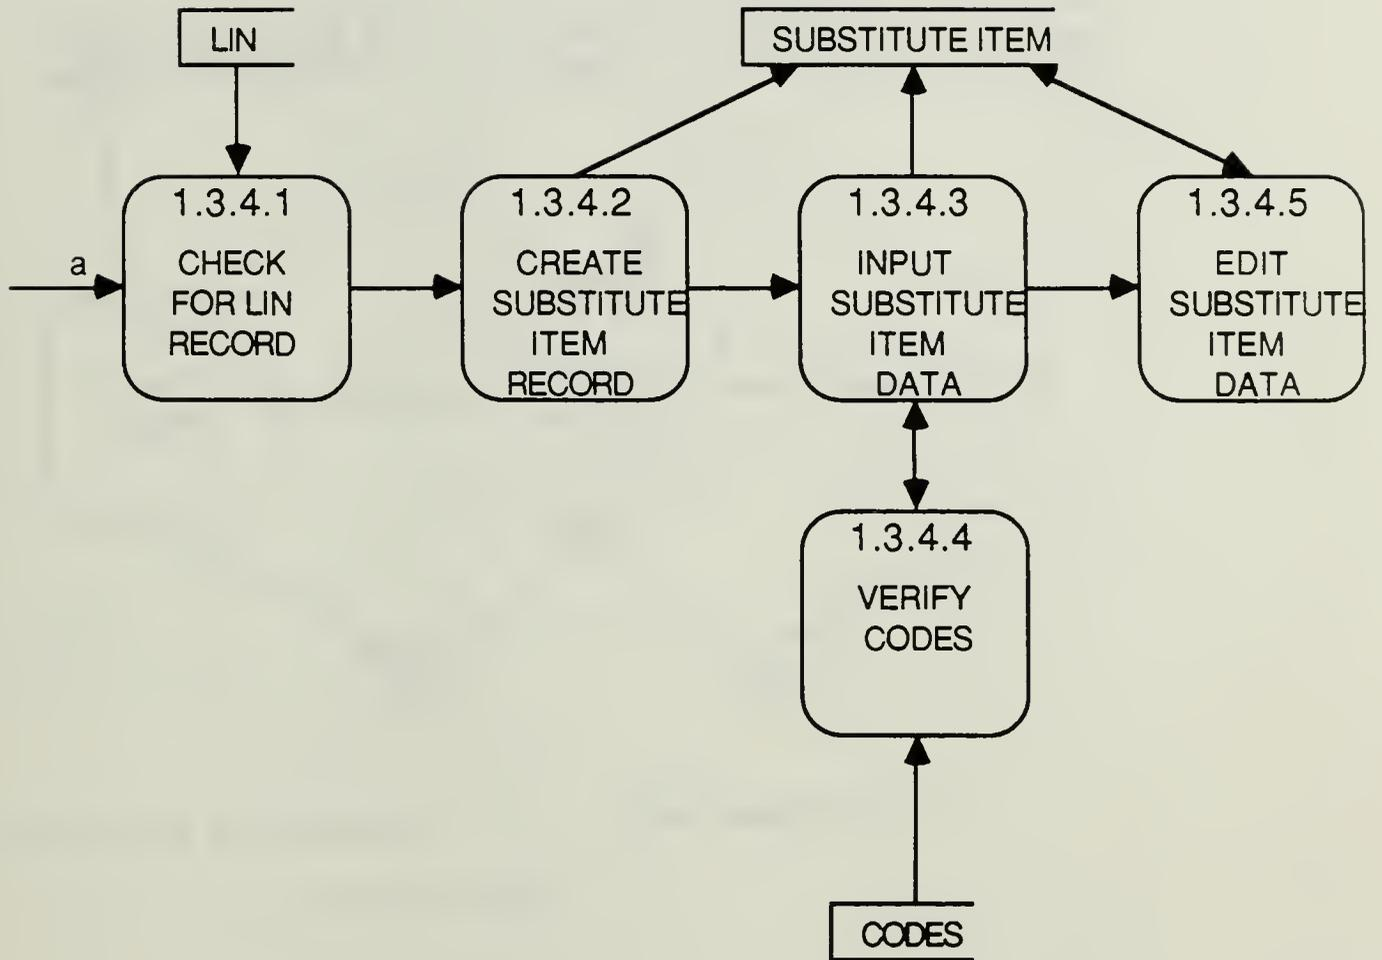 LIN
SUBSTITUTE ITEM
a
1.3.4.1
CHECK
FOR LIN
RECORD
1.3.4.2
CREATE
SUBSTITUTE
ITEM
RECORD
1.3.4.3
INPUT
SUBSTITUTE
ITEM
DATA
1.3.4.5
EDIT
SUBSTITUTE
ITEM
DATA
1.3.4.4
VERIFY
CODES
CODES